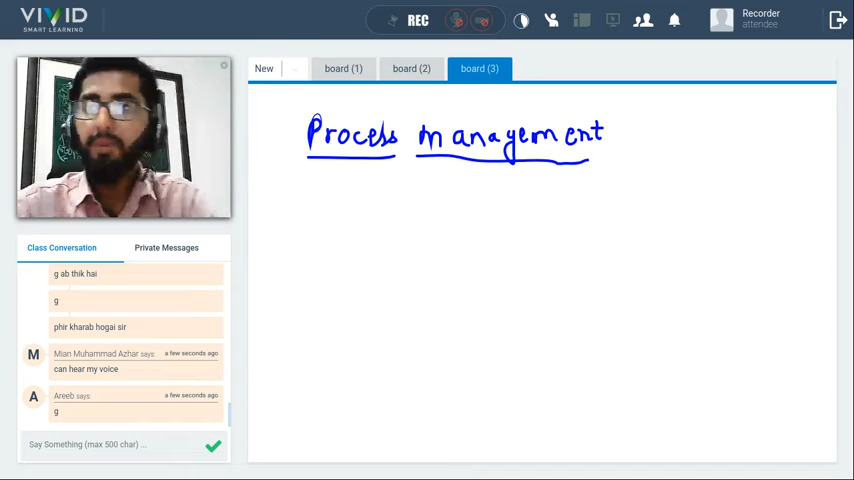 VIVID
SMART LEARNING
REC
Recorder
attendee
New
board (1)
board (2)
board (3)
Process management
Class Conversation
Private Messages
g ab thik hai
g
phir kharab hogai sir
M
Mian Muhammad Azhar says:
a few seconds ago
can hear my voice
A
Areeb says:
a few seconds ago
g
Say Something (max 500 char) ...